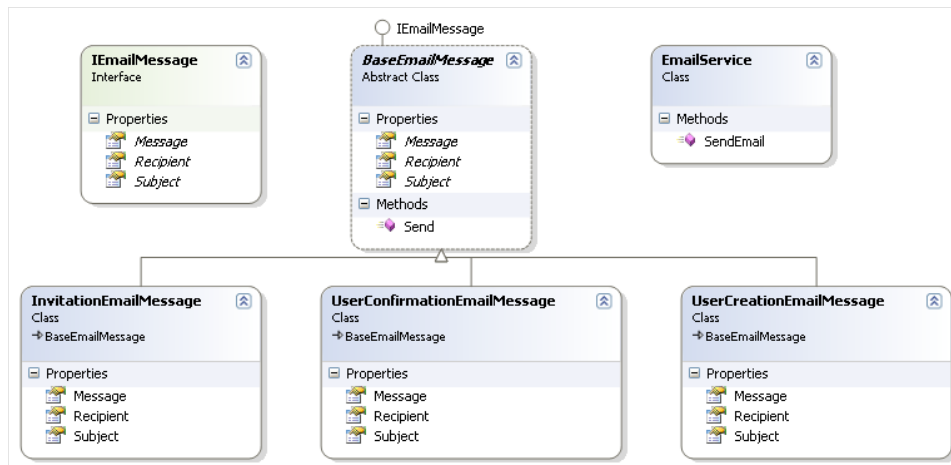 IEmailMessage
IEmailMessage
Interface
Properties
Message
Recipient
Subject
BaseEmailMessage
Abstract Class
Properties
Message
Recipient
Subject
Methods
Send
EmailService
Class
Methods
SendEmail
InvitationEmailMessage
Class
BaseEmailMessage
Properties
Message
Recipient
Subject
UserConfirmationEmailMessage
Class
BaseEmailMessage
Properties
Message
Recipient
Subject
UserCreationEmailMessage
Class
BaseEmailMessage
Properties
Message
Recipient
Subject